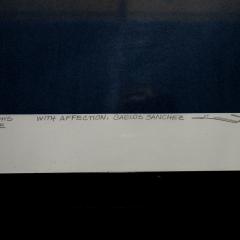 WITH AFFECTION, CARLOS SANCHEZ